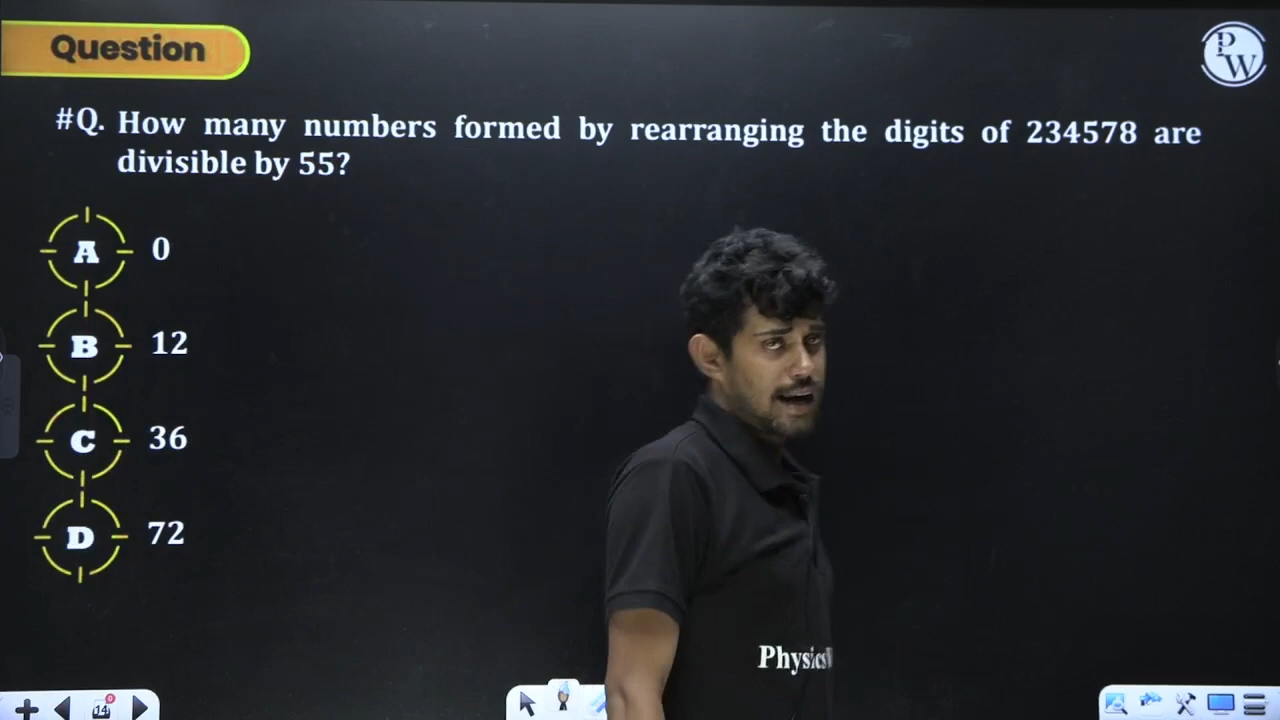 Question
PW
#Q. How many numbers formed by rearranging the digits of 234578 are
divisible by 55?
A 0
B 12
C 36
D 72
Physics
14